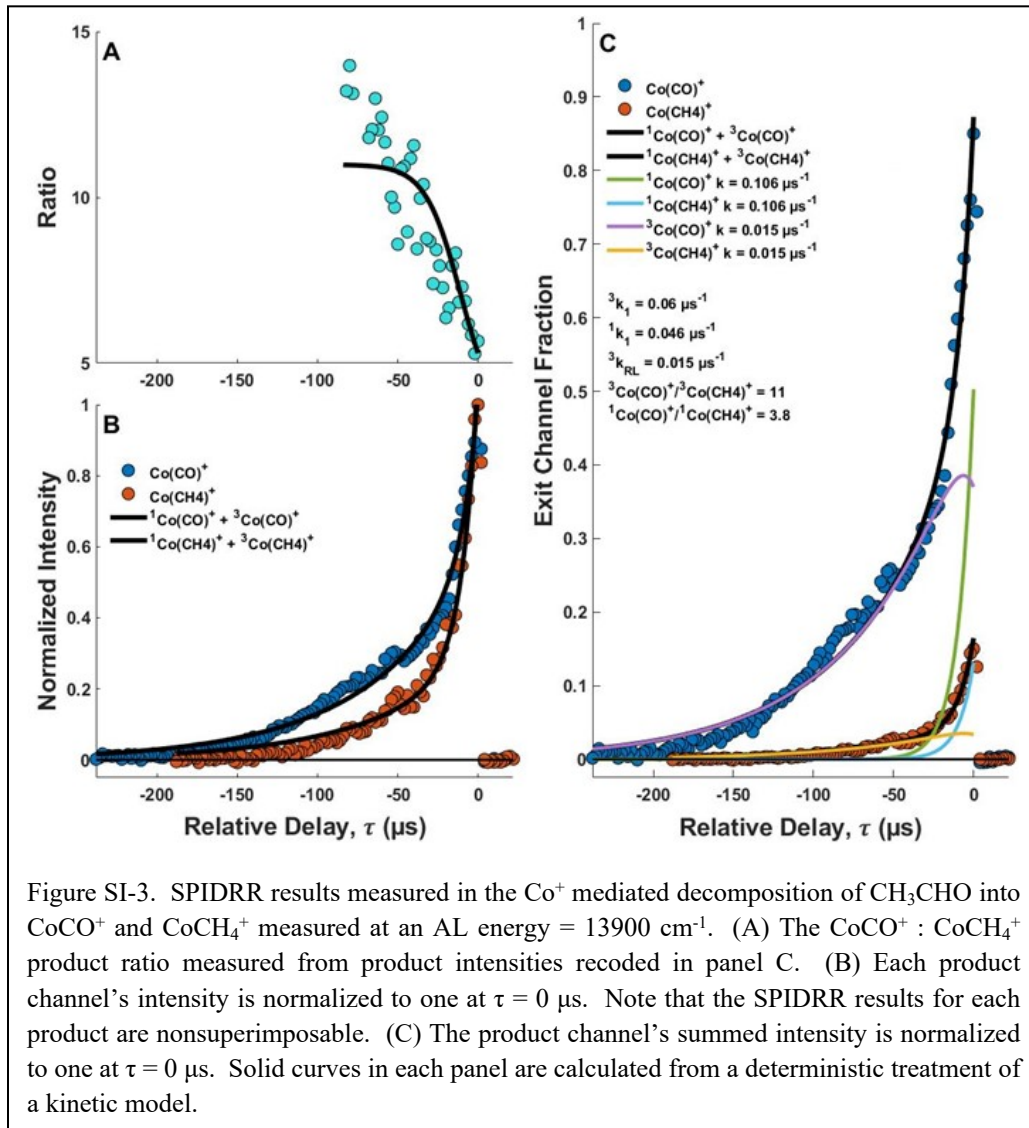 A
Ratio
15
10
5
-200 -150 -100 -50 0
B
Normalized Intensity
1
0.8
0.6
0.4
0.2
0
Co(CO)⁺
Co(CH4)⁺
¹Co(CO)⁺ + ³Co(CO)⁺
¹Co(CH4)⁺ + ³Co(CH4)⁺
-200 -150 -100 -50 0
Relative Delay, τ (µs)
C
Exit Channel Fraction
1
0.9
0.8
0.7
0.6
0.5
0.4
0.3
0.2
0.1
0
Co(CO)⁺
Co(CH4)⁺
¹Co(CO)⁺ + ³Co(CO)⁺
¹Co(CH4)⁺ + ³Co(CH4)⁺
¹Co(CO)⁺ k = 0.106 µs⁻¹
¹Co(CH4)⁺ k = 0.106 µs⁻¹
³Co(CO)⁺ k = 0.015 µs⁻¹
³Co(CH4)⁺ k = 0.015 µs⁻¹
³k₁ = 0.06 µs⁻¹
¹k₁ = 0.046 µs⁻¹
³k_RL = 0.015 µs⁻¹
³Co(CO)⁺/³Co(CH4)⁺ = 11
¹Co(CO)⁺/¹Co(CH4)⁺ = 3.8
-200 -150 -100 -50 0
Relative Delay, τ (µs)
Figure SI-3. SPIDRR results measured in the Co⁺ mediated decomposition of CH₃CHO into
CoCO⁺ and CoCH₄⁺ measured at an AL energy = 13900 cm⁻¹. (A) The CoCO⁺ : CoCH₄⁺
product ratio measured from product intensities recoded in panel C. (B) Each product
channel's intensity is normalized to one at τ = 0 µs. Note that the SPIDRR results for each
product are nonsuperimposable. (C) The product channel's summed intensity is normalized
to one at τ = 0 µs. Solid curves in each panel are calculated from a deterministic treatment of
a kinetic model.